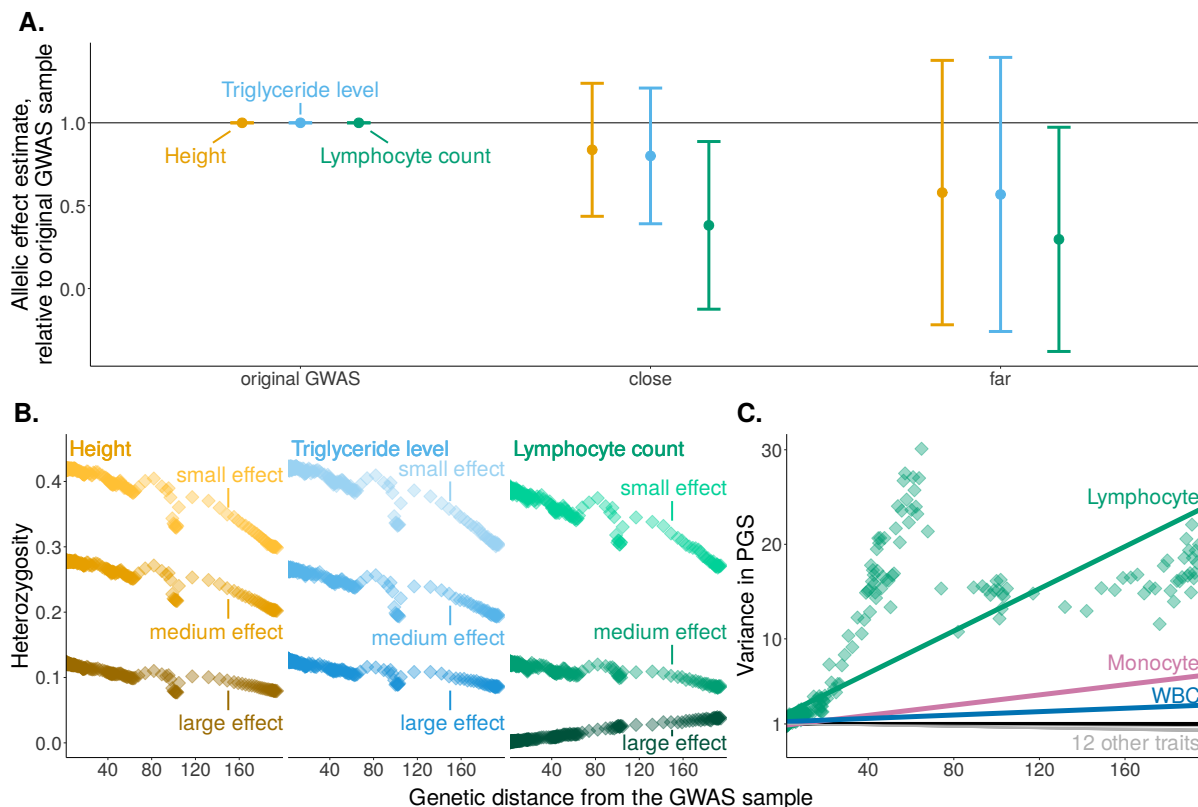 A.
Allelic effect estimate,
relative to original GWAS sample
1.0
0.5
0.0
Triglyceride level
Height
Lymphocyte count
original GWAS
close
far
B.
Heterozygosity
0.4
0.3
0.2
0.1
0.0
Height
small effect
medium effect
large effect
40
80
120
160
Triglyceride level
small effect
medium effect
large effect
40
80
120
160
Lymphocyte count
small effect
medium effect
large effect
40
80
120
160
C.
Variance in PGS
30
20
10
1
Lymphocyte
Monocyte
WBC
12 other traits
40
80
120
160
Genetic distance from the GWAS sample